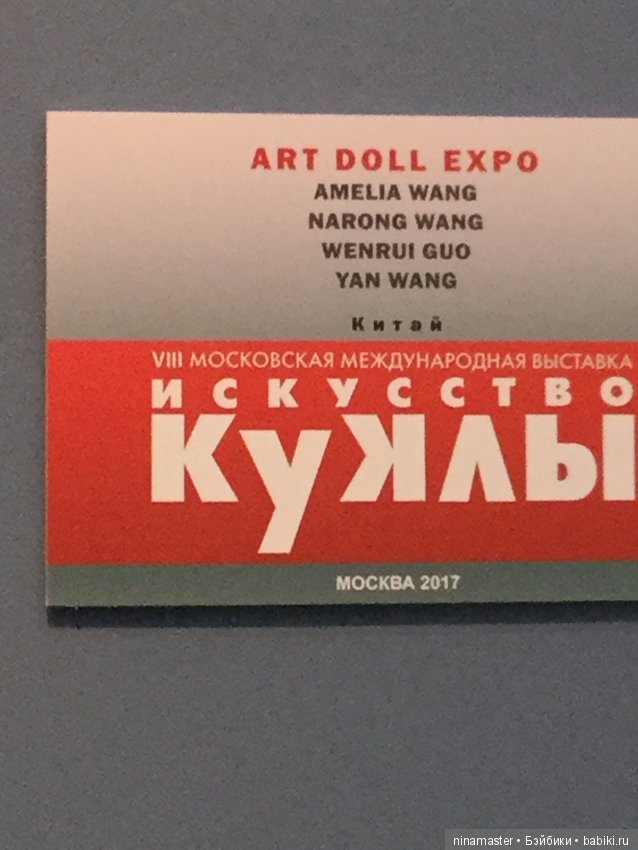 ART DOLL EXPO
AMELIA WANG
NARONG WANG
WENRUI GUO
YAN WANG
Китай
VIII МОСКОВСКАЯ МЕЖДУНАРОДНАЯ ВЫСТАВКА
ИСКУССТВО
КУКЛЫ
МОСКВА 2017
ninamaster • Бэйбики • babiki.ru